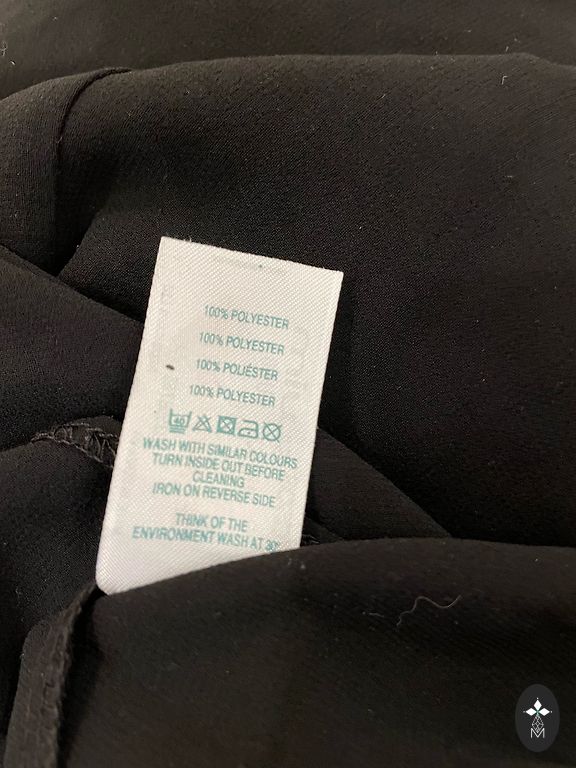 100% POLYESTER
100% POLYESTER
100% POLIÉSTER
100% POLYESTER
40
WASH WITH SIMILAR COLOURS
TURN INSIDE OUT BEFORE
CLEANING
IRON ON REVERSE SIDE
THINK OF THE
ENVIRONMENT WASH AT 30°
M